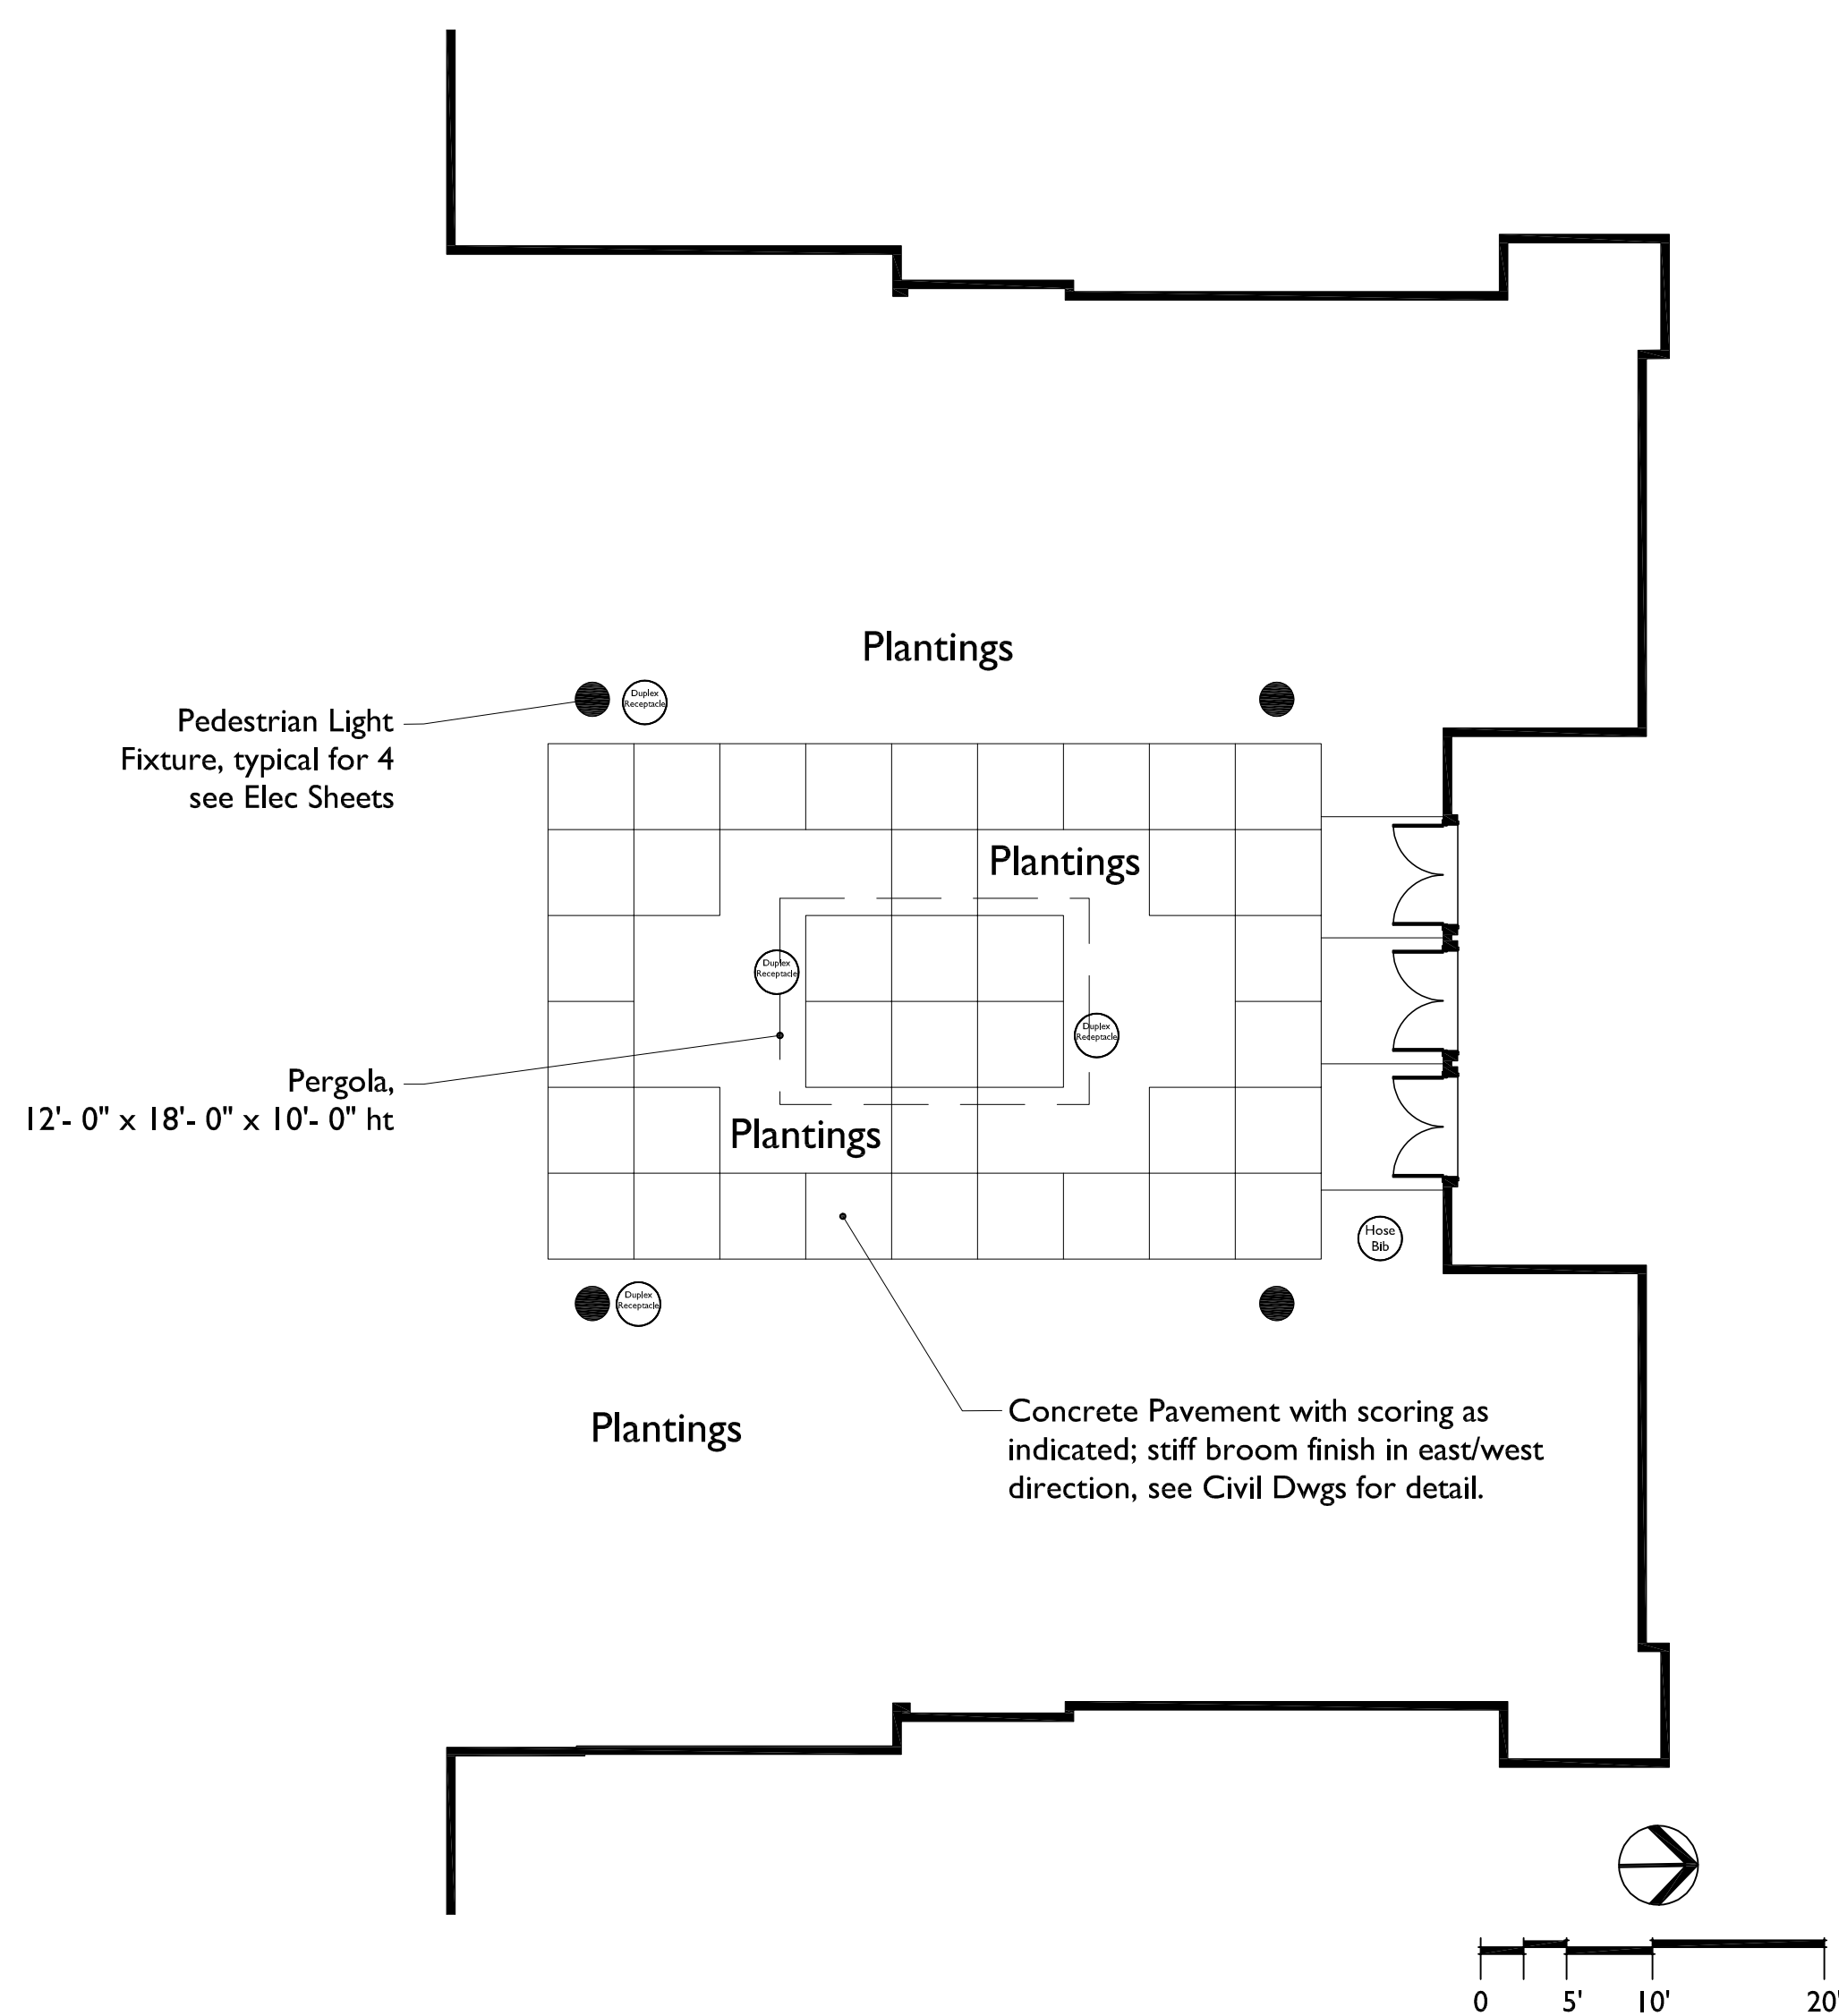 Plantings
Duplex
Receptacle
Pedestrian Light
Fixture, typical for 4
see Elec Sheets
Plantings
Duplex
Receptacle
Duplex
Receptacle
Pergola,
12'- 0" x 18'- 0" x 10'- 0" ht
Plantings
Hose
Bib
Duplex
Receptacle
Plantings
Concrete Pavement with scoring as
indicated; stiff broom finish in east/west
direction, see Civil Dwgs for detail.
0 5' 10' 20'